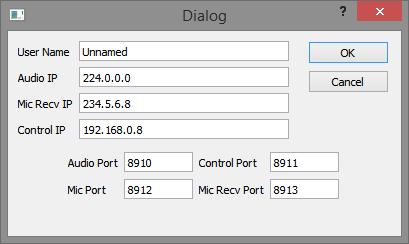 Dialog
? ×
User Name Unnamed OK
Audio IP 224.0.0.0 Cancel
Mic Recv IP 234.5.6.8
Control IP 192.168.0.8
Audio Port 8910 Control Port 8911
Mic Port 8912 Mic Recv Port 8913